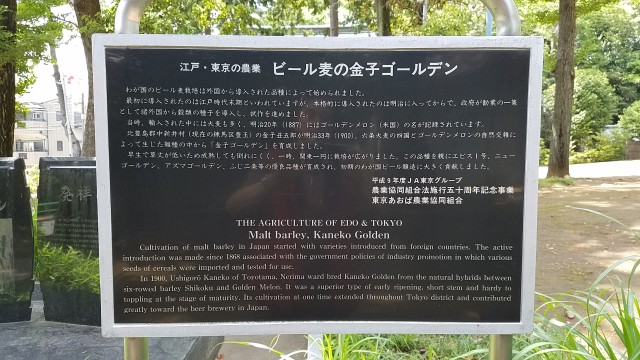 江戸・東京の農業 ビール麦の金子ゴールデン
わが国のビール麦栽培は外国から導入された品種によって始められました。
最初に導入されたのは江戸時代末期といわれていますが、本格的に導入されたのは明治に入ってからで、政府が勧業の一策
として諸外国から穀類の種子を導入し、試作を進めました。
当時、輸入された中には大麦も多く、明治20年(1887)にはゴールデンメロン(米国)の名が記録されています。
北豊島郡中新井村(現在の練馬区豊玉)の金子丑五郎が明治33年(1900)、六条大麦の四国とゴールデンメロンの自然交雑に
よって生じた雑種の中から「金子ゴールデン」を育成しました。
早生で草丈が低いため成熟しても倒れにくく、一時、関東一円に栽培が広がりました。この品種を親にエビス1号、ニュー
ゴールデン、アズマゴールデン、ふじ二条等の優良品種が育成され、初期のわが国ビール醸造に大きく貢献しました。
平成9年度JA東京グループ
農業協同組合法施行五十周年記念事業
東京あおば農業協同組合
THE AGRICULTURE OF EDO & TOKYO
Malt barley, Kaneko Golden
Cultivation of malt barley in Japan started with varieties introduced from foreign countries. The active
introduction was made since 1868 associated with the government policies of industry promotion in which various
seeds of cereals were imported and tested for use.
In 1900, Ushigorō Kaneko of Toyotama, Nerima ward bred Kaneko Golden from the natural hybrids between
six-rowed barley Shikoku and Golden Melon. It was a superior type of early ripening, short stem and hardy to
toppling at the stage of maturity. Its cultivation at one time extended throughout Tokyo district and contributed
greatly toward the beer brewery in Japan.
発祥